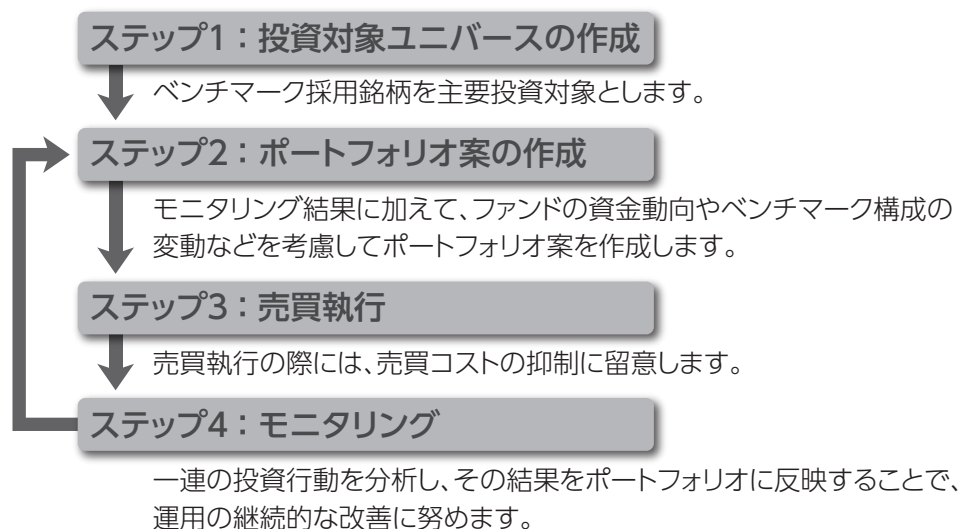 ステップ1：投資対象ユニバースの作成
ベンチマーク採用銘柄を主要投資対象とします。
ステップ2：ポートフォリオ案の作成
モニタリング結果に加えて、ファンドの資金動向やベンチマーク構成の
変動などを考慮してポートフォリオ案を作成します。
ステップ3：売買執行
売買執行の際には、売買コストの抑制に留意します。
ステップ4：モニタリング
一連の投資行動を分析し、その結果をポートフォリオに反映することで、
運用の継続的な改善に努めます。